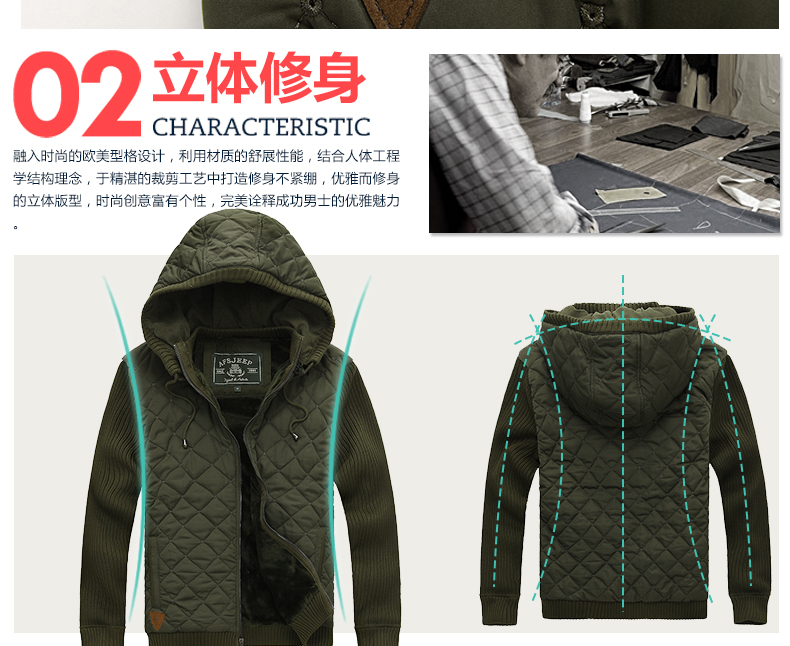 02 立体修身
CHARACTERISTIC
融入时尚的欧美型格设计，利用材质的舒展性能，结合人体工程
学结构理念，于精湛的裁剪工艺中打造修身不紧绷，优雅而修身
的立体版型，时尚创意富有个性，完美诠释成功男士的优雅魅力
。
AFSJEEP